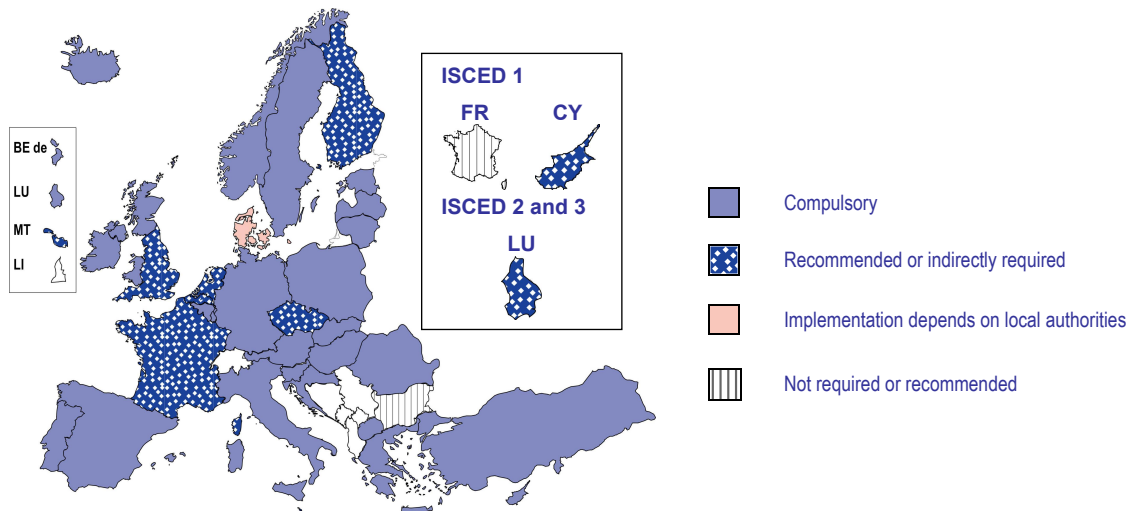 ISCED 1
FR CY
ISCED 2 and 3
LU
BE de
LU
MT
LI
Compulsory
Recommended or indirectly required
Implementation depends on local authorities
Not required or recommended